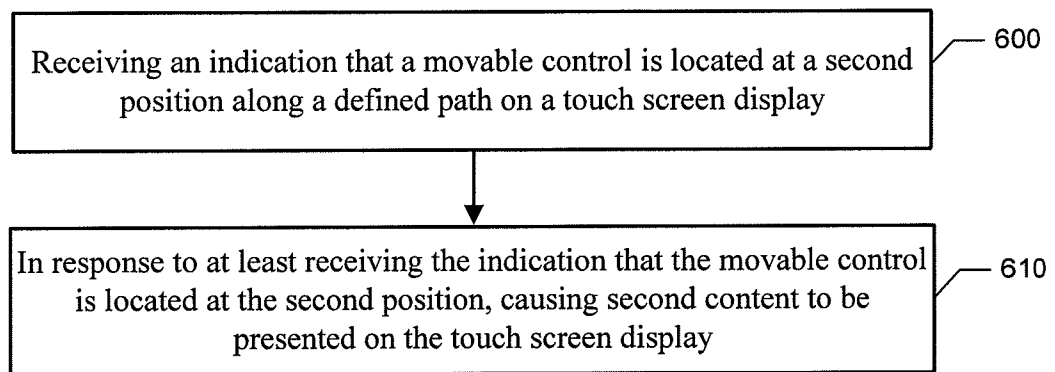 Receiving an indication that a movable control is located at a second
position along a defined path on a touch screen display
600
In response to at least receiving the indication that the movable control
is located at the second position, causing second content to be
presented on the touch screen display
610